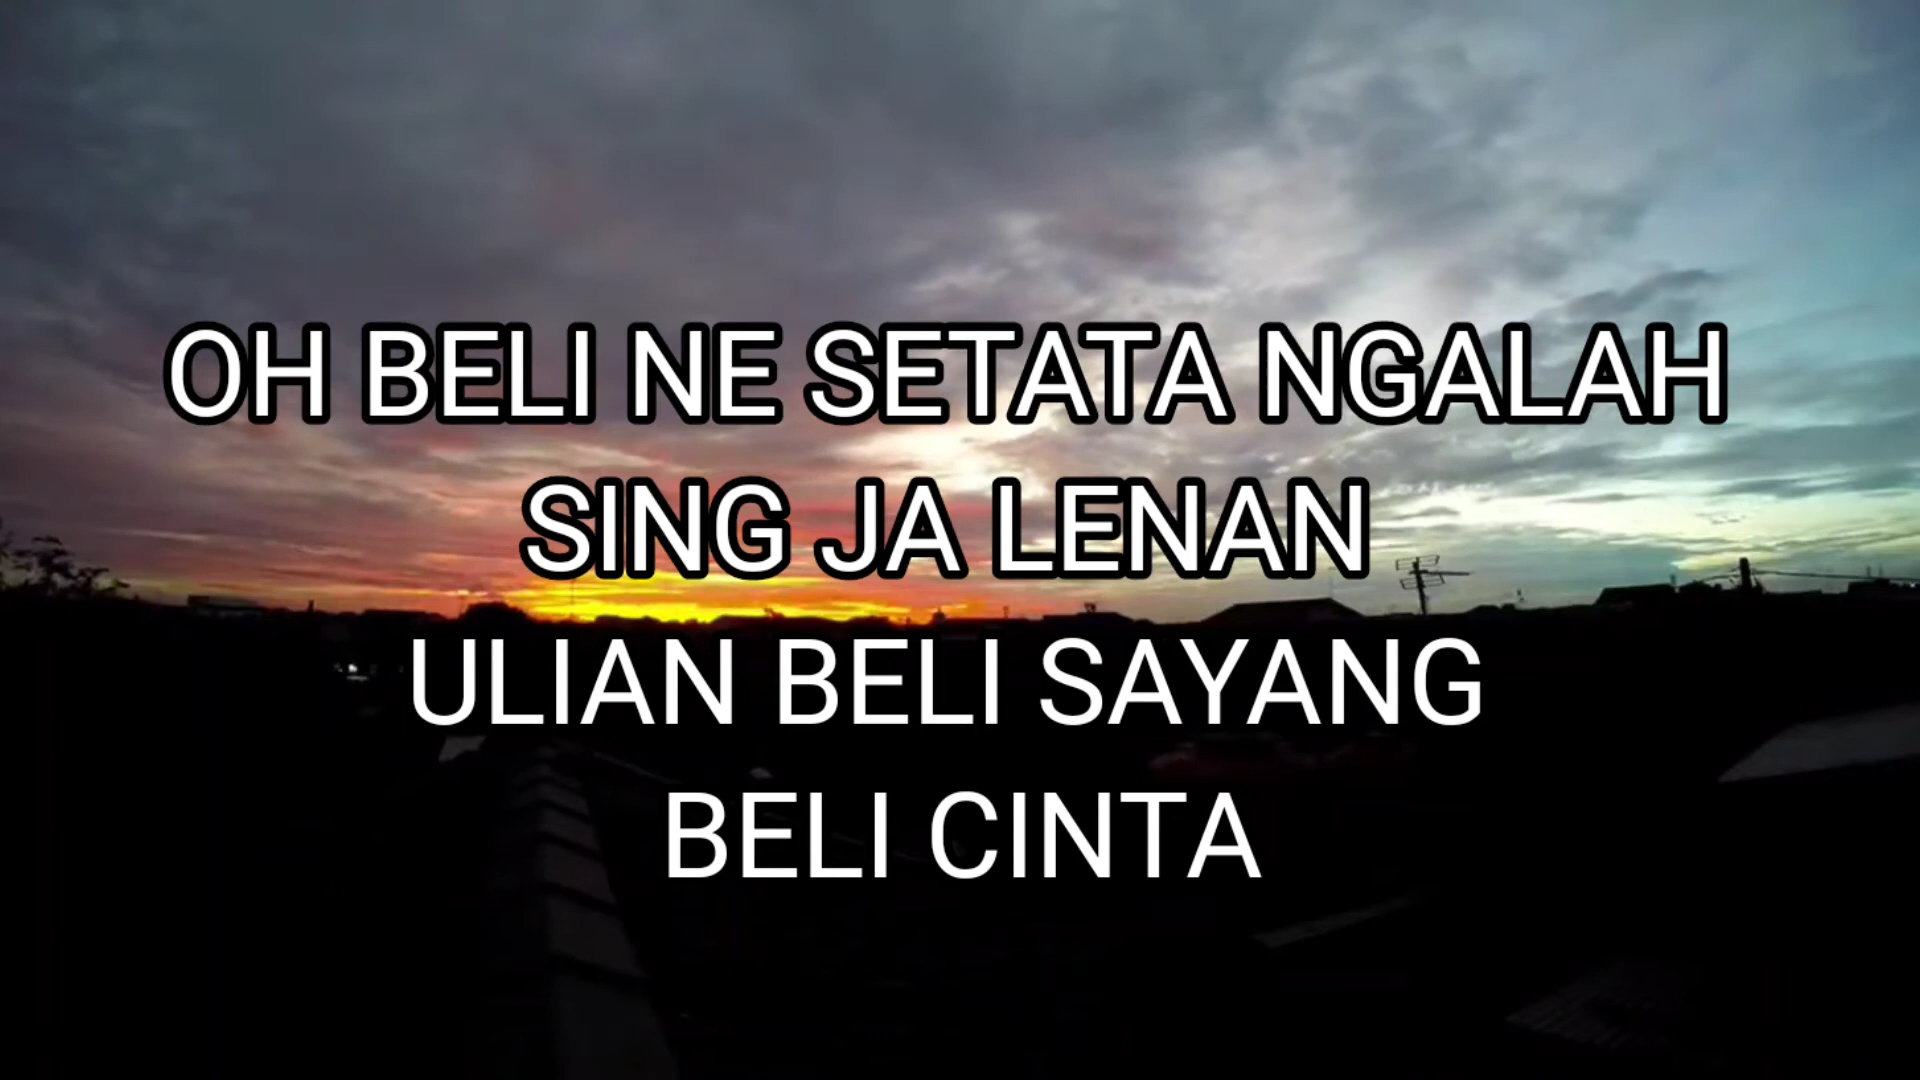 OH BELI NE SETATA NGALAH
SING JA LENAN
ULIAN BELI SAYANG
BELI CINTA